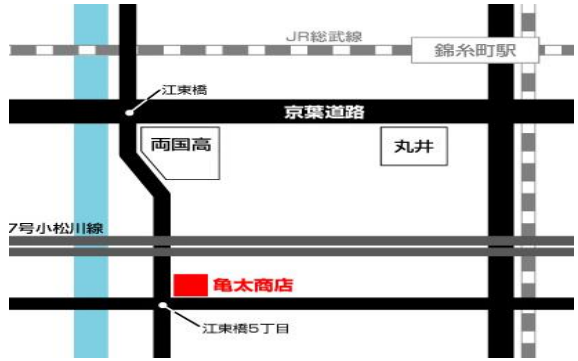 JR総武線
錦糸町駅
江東橋
京葉道路
両国高
丸井
7号小松川線
亀太商店
江東橋5丁目